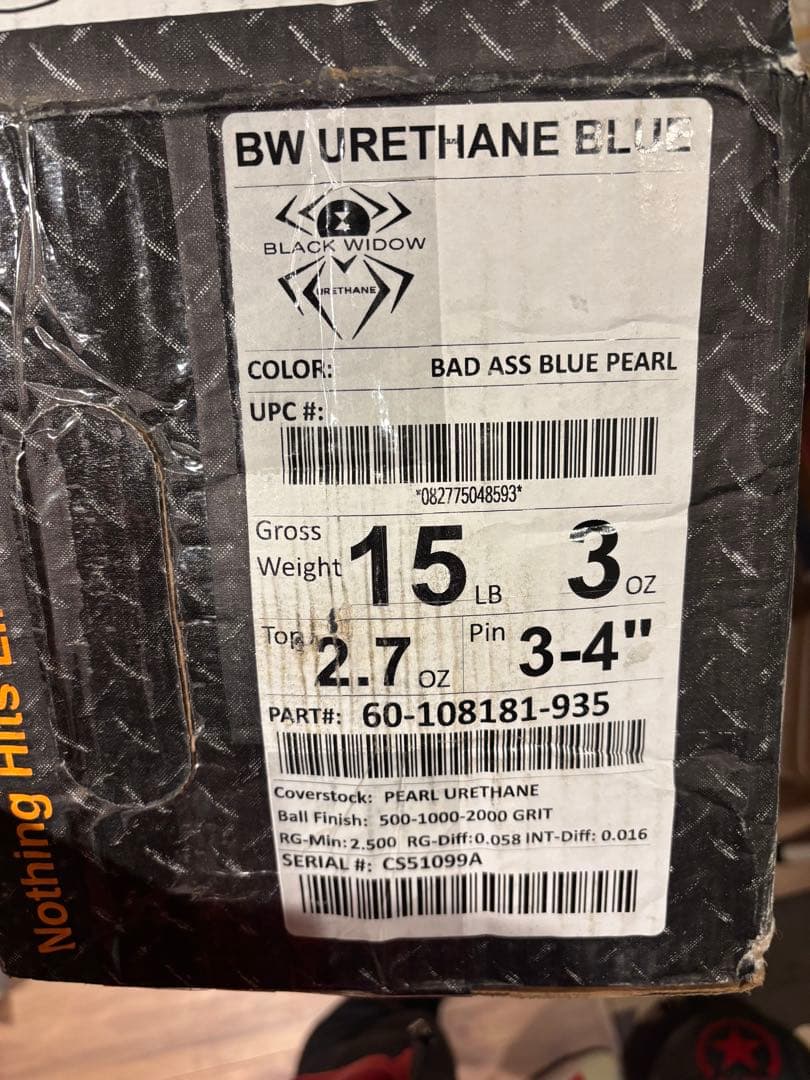 BW URETHANE BLUE
BLACK WIDOW
URETHANE
COLOR: BAD ASS BLUE PEARL
UPC #:
*082775048593*
Gross Weight 15 LB 3 OZ
Top 2.7 OZ Pin 3-4"
PART#: 60-108181-935
Coverstock: PEARL URETHANE
Ball Finish: 500-1000-2000 GRIT
RG-Min: 2.500 RG-Diff: 0.058 INT-Diff: 0.016
SERIAL #: CS51099A
Nothing Hits